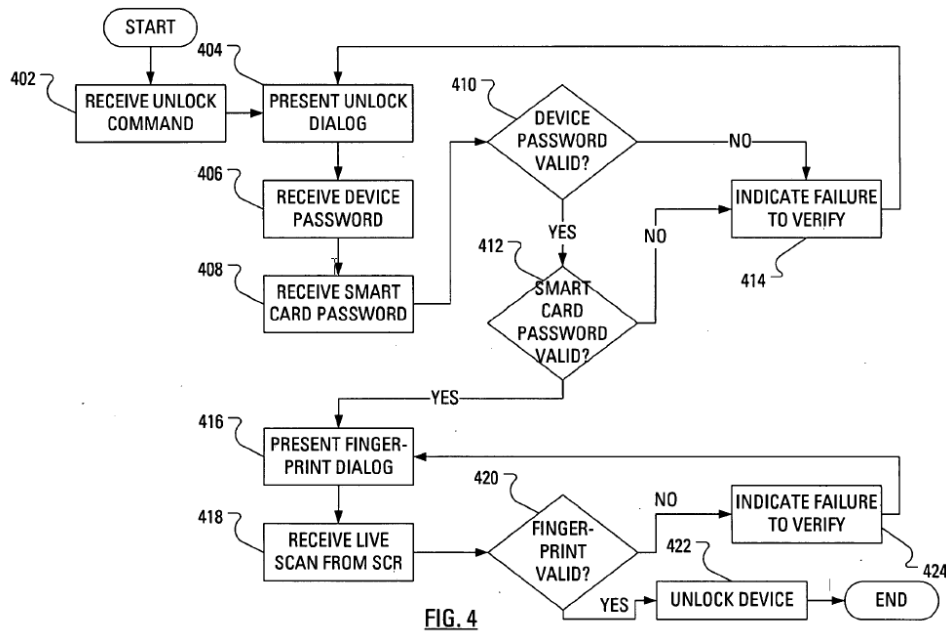 START
402
RECEIVE UNLOCK
COMMAND
404
PRESENT UNLOCK
DIALOG
406
RECEIVE DEVICE
PASSWORD
408
RECEIVE SMART
CARD PASSWORD
410
DEVICE
PASSWORD
VALID?
NO
YES
412
SMART
CARD
PASSWORD
VALID?
NO
INDICATE FAILURE
TO VERIFY
414
YES
416
PRESENT FINGER-
PRINT DIALOG
418
RECEIVE LIVE
SCAN FROM SCR
420
FINGER-
PRINT
VALID?
NO
INDICATE FAILURE
TO VERIFY
424
YES
422
UNLOCK DEVICE
END
FIG. 4